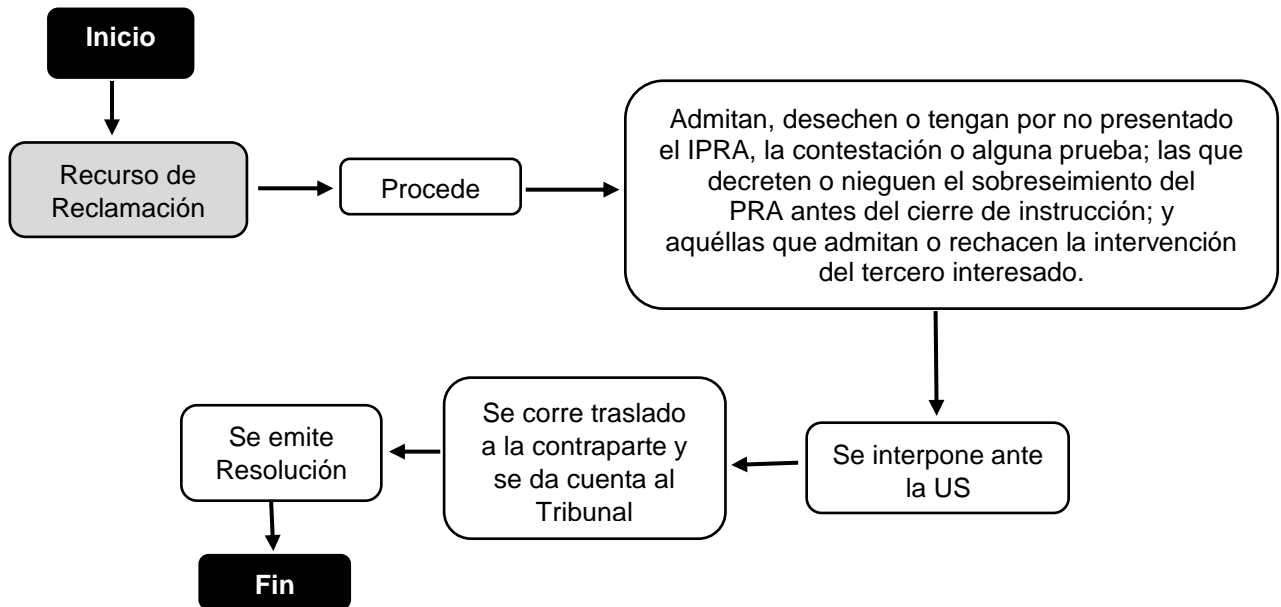 Inicio
Recurso de
Reclamación
Procede
Admitan, desechen o tengan por no presentado
el IPRA, la contestación o alguna prueba; las que
decreten o nieguen el sobreseimiento del
PRA antes del cierre de instrucción; y
aquéllas que admitan o rechacen la intervención
del tercero interesado.
Se interpone ante
la US
Se corre traslado
a la contraparte y
se da cuenta al
Tribunal
Se emite
Resolución
Fin